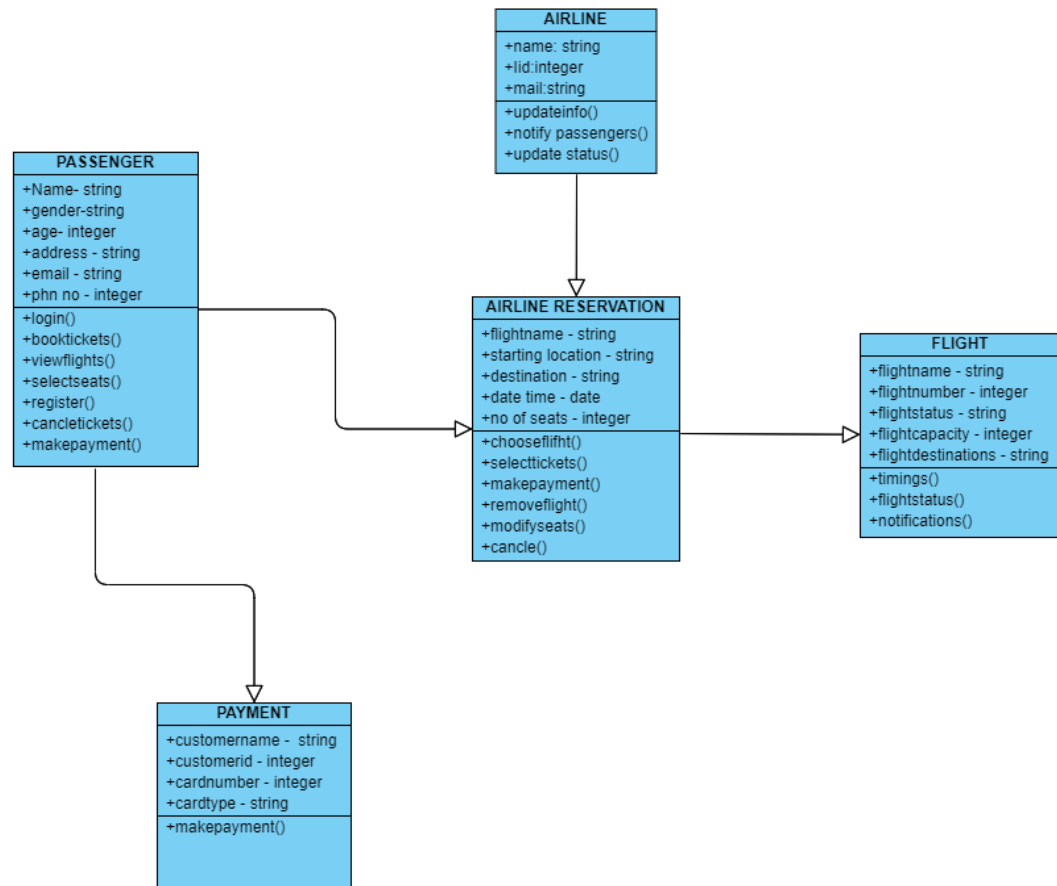 AIRLINE
+name: string
+Iid:integer
+mail:string
+updateinfo()
+notify passengers()
+update status()
PASSENGER
+Name- string
+gender-string
+age- integer
+address - string
+email - string
+phn no - integer
+login()
+booktickets()
+viewflights()
+selectseats()
+register()
+cancletickets()
+makepayment()
AIRLINE RESERVATION
+flightname - string
+starting location - string
+destination - string
+date time - date
+no of seats - integer
+chooseflifht()
+selecttickets()
+makepayment()
+removeflight()
+modifyseats()
+cancle()
FLIGHT
+flightname - string
+flightnumber - integer
+flightstatus - string
+flightcapacity - integer
+flightdestinations - string
+timings()
+flightstatus()
+notifications()
PAYMENT
+customername -  string
+customerid - integer
+cardnumber - integer
+cardtype - string
+makepayment()